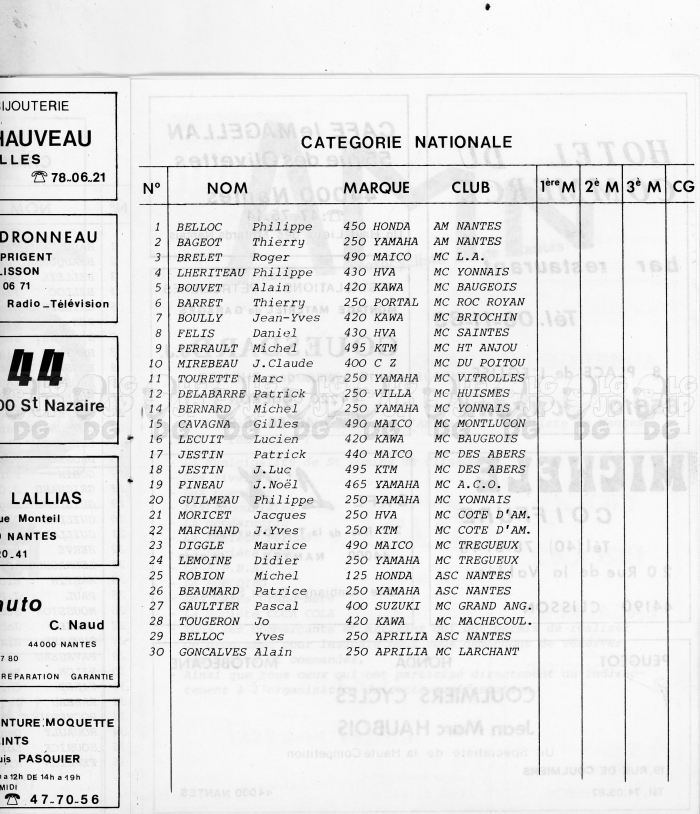 IJOUTERIE
HAUVEAU
LLES
78.06.21
DRONNEAU
PRIGENT
LISSON
06 71
Radio_Télévision
44
00 St Nazaire
LALLIAS
ue Monteil
NANTES
20.41
auto
C. Naud
44000 NANTES
7 80
REPARATION GARANTIE
NTURE MOQUETTE
EINTS
uis PASQUIER
à 12h DE 14h à 19h
MIDI
47.70-56
CATEGORIE NATIONALE
N° NOM MARQUE CLUB 1ère M 2è M 3è M CG
1 BELLOC Philippe 450 HONDA AM NANTES
2 BAGEOT Thierry 250 YAMAHA AM NANTES
3 BRELET Roger 490 MAICO MC L.A.
4 LHERITEAU Philippe 430 HVA MC YONNAIS
5 BOUVET Alain 420 KAWA MC BAUGEOIS
6 BARRET Thierry 250 PORTAL MC ROC ROYAN
7 BOULLY Jean-Yves 420 KAWA MC BRIOCHIN
8 FELIS Daniel 430 HVA MC SAINTES
9 PERRAULT Michel 495 KTM MC HT ANJOU
10 MIREBEAU J.Claude 400 C Z MC DU POITOU
11 TOURETTE Marc 250 YAMAHA MC VITROLLES
12 DELABARRE Patrick 250 VILLA MC HUISMES
14 BERNARD Michel 250 YAMAHA MC YONNAIS
15 CAVAGNA Gilles 490 MAICO MC MONTLUCON
16 LECUIT Lucien 420 KAWA MC BAUGEOIS
17 JESTIN Patrick 440 MAICO MC DES ABERS
18 JESTIN J.Luc 495 KTM MC DES ABERS
19 PINEAU J.Noël 465 YAMAHA MC A.C.O.
20 GUILMEAU Philippe 250 YAMAHA MC YONNAIS
21 MORICET Jacques 250 HVA MC COTE D'AM.
22 MARCHAND J.Yves 250 KTM MC COTE D'AM.
23 DIGGLE Maurice 490 MAICO MC TREGUEUX
24 LEMOINE Didier 250 YAMAHA MC TREGUEUX
25 ROBION Michel 125 HONDA ASC NANTES
26 BEAUMARD Patrice 250 YAMAHA ASC NANTES
27 GAULTIER Pascal 400 SUZUKI MC GRAND ANG.
28 TOUGERON Jo 420 KAWA MC MACHECOUL.
29 BELLOC Yves 250 APRILIA ASC NANTES
30 GONCALVES Alain 250 APRILIA MC LARCHANT